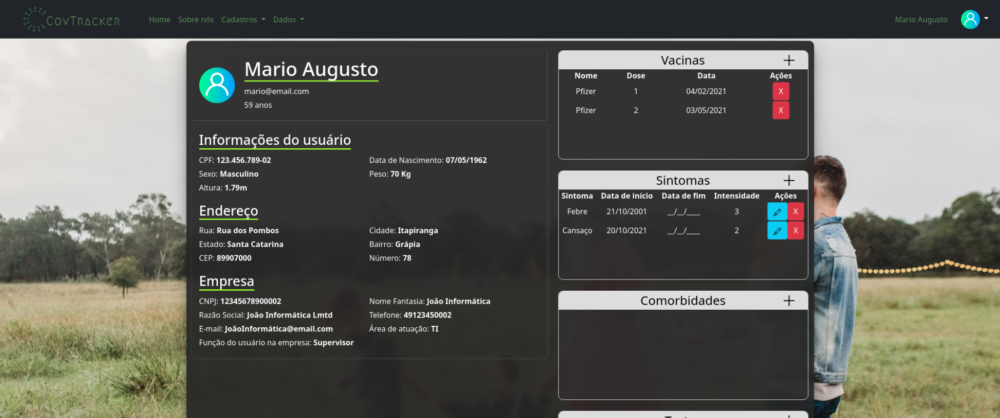 CovTracker
Home Sobre nós Cadastros Dados
Mario Augusto
Mario Augusto
mario@email.com
59 anos
Informações do usuário
CPF: 123.456.789-02 Data de Nascimento: 07/05/1962
Sexo: Masculino Peso: 70 Kg
Altura: 1.79m
Endereço
Rua: Rua dos Pombos Cidade: Itapiranga
Estado: Santa Catarina Bairro: Grápia
CEP: 89907000 Número: 78
Empresa
CNPJ: 12345678900002 Nome Fantasia: João Informática
Razão Social: João Informática Lmtd Telefone: 49123450002
E-mail: JoãoInformática@email.com Área de atuação: TI
Função do usuário na empresa: Supervisor
Vacinas
Nome Dose Data Ações
Pfizer 1 04/02/2021 X
Pfizer 2 03/05/2021 X
Sintomas
Sintoma Data de início Data de fim Intensidade Ações
Febre 21/10/2001 __/__/____ 3 X
Cansaço 20/10/2021 __/__/____ 2 X
Comorbidades